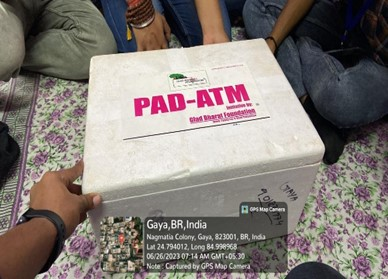 PAD-ATM
Initiative by:
Glad Bharat Foundation
GPS Map Camera
Gaya,BR,India
Nagmatia Colony, Gaya, 823001, BR, India
Lat 24.794012, Long 84.998968
06/26/2023 07:14 AM GMT+05:30
Note : Captured by GPS Map Camera
Google